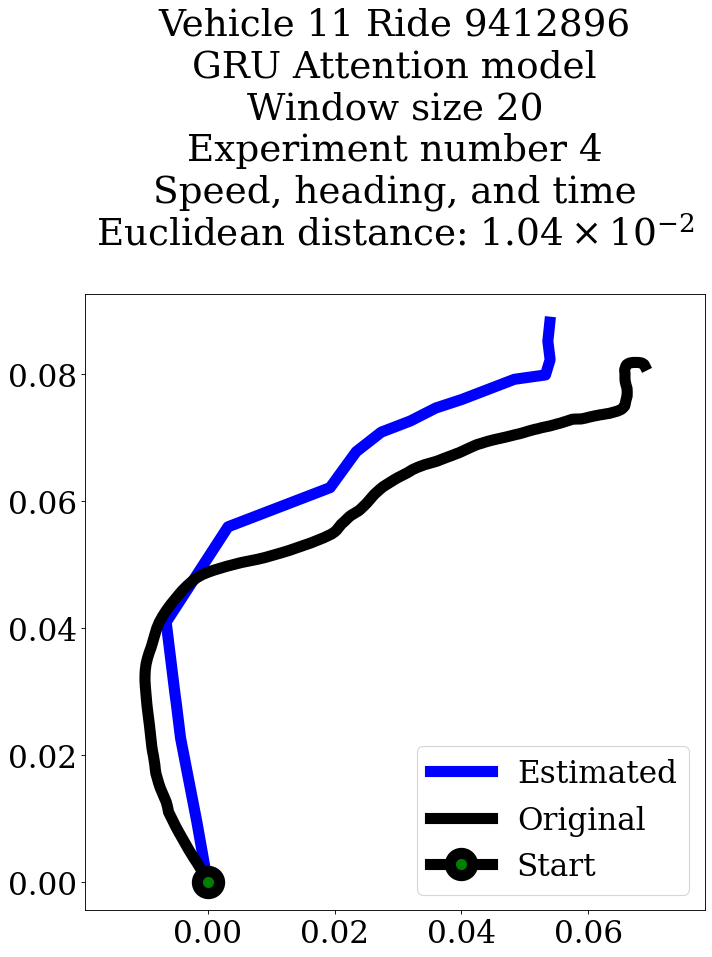 Vehicle 11 Ride 9412896
GRU Attention model
Window size 20
Experiment number 4
Speed, heading, and time
Euclidean distance: 1.04 × 10⁻²
0.08
0.06
0.04
0.02
0.00
Estimated
Original
Start
0.00 0.02 0.04 0.06